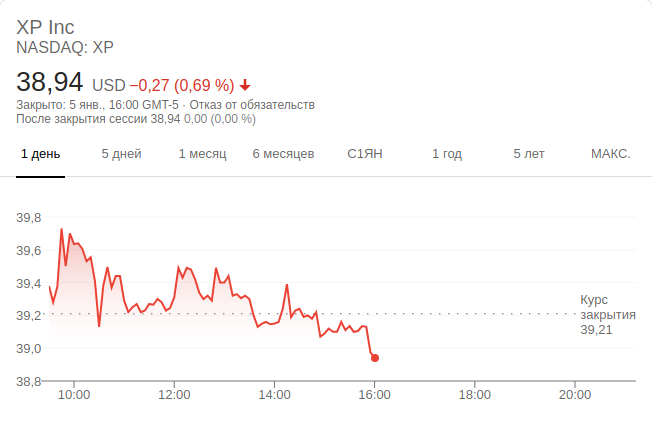 XP Inc
NASDAQ: XP
38,94 USD −0,27 (0,69 %)
Закрыто: 5 янв., 16:00 GMT-5 · Отказ от обязательств
После закрытия сессии 38,94 0,00 (0,00 %)
1 день 5 дней 1 месяц 6 месяцев С1ЯН 1 год 5 лет МАКС.
39,8
39,6
39,4
39,2
39,0
38,8
Курс
закрытия
39,21
10:00 12:00 14:00 16:00 18:00 20:00